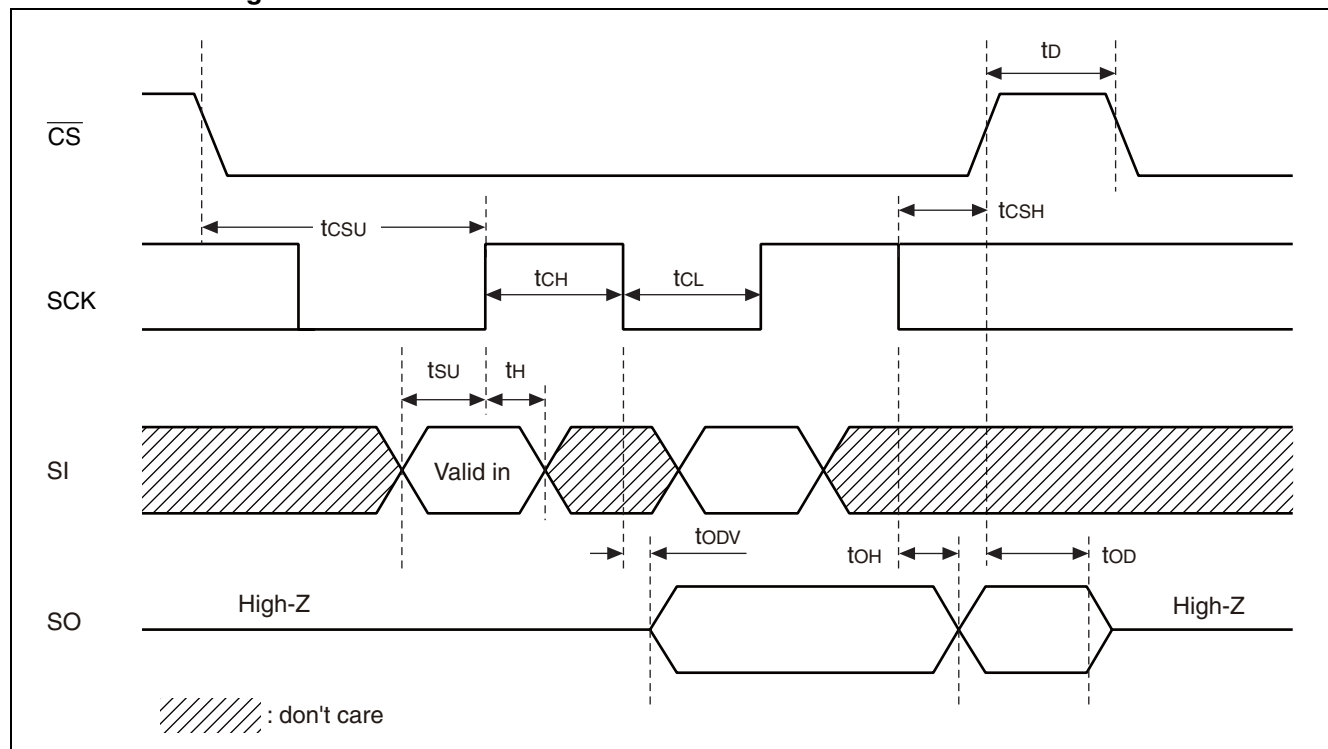 tD
CS
tCSH
tCSU
tCH
tCL
SCK
tSU
tH
SI
Valid in
tODV
tOH
tOD
High-Z
High-Z
SO
: don't care